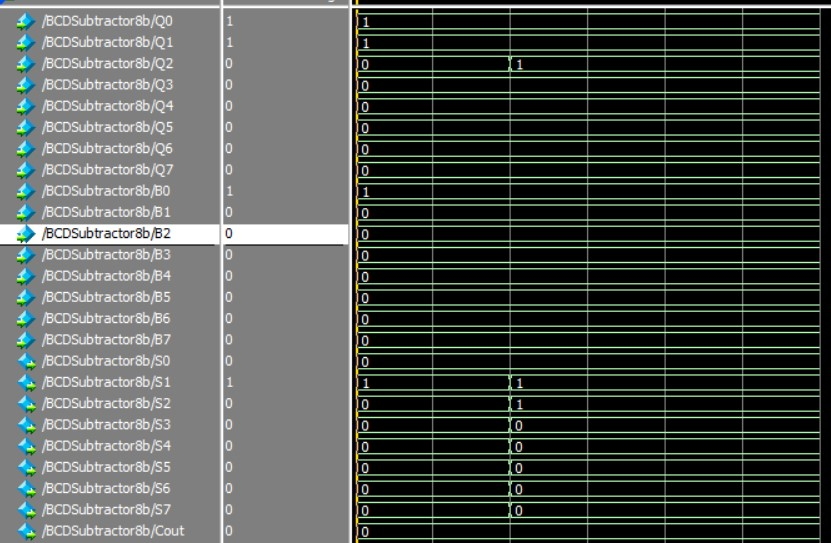 /BCDSubtractor8b/Q0 1 1
/BCDSubtractor8b/Q1 1 1
/BCDSubtractor8b/Q2 0 0 1
/BCDSubtractor8b/Q3 0 0
/BCDSubtractor8b/Q4 0 0
/BCDSubtractor8b/Q5 0 0
/BCDSubtractor8b/Q6 0 0
/BCDSubtractor8b/Q7 0 0
/BCDSubtractor8b/B0 1 1
/BCDSubtractor8b/B1 0 0
/BCDSubtractor8b/B2 0 0
/BCDSubtractor8b/B3 0 0
/BCDSubtractor8b/B4 0 0
/BCDSubtractor8b/B5 0 0
/BCDSubtractor8b/B6 0 0
/BCDSubtractor8b/B7 0 0
/BCDSubtractor8b/S0 0 0
/BCDSubtractor8b/S1 1 1 1
/BCDSubtractor8b/S2 0 0 1
/BCDSubtractor8b/S3 0 0 0
/BCDSubtractor8b/S4 0 0 0
/BCDSubtractor8b/S5 0 0 0
/BCDSubtractor8b/S6 0 0 0
/BCDSubtractor8b/S7 0 0 0
/BCDSubtractor8b/Cout 0 0